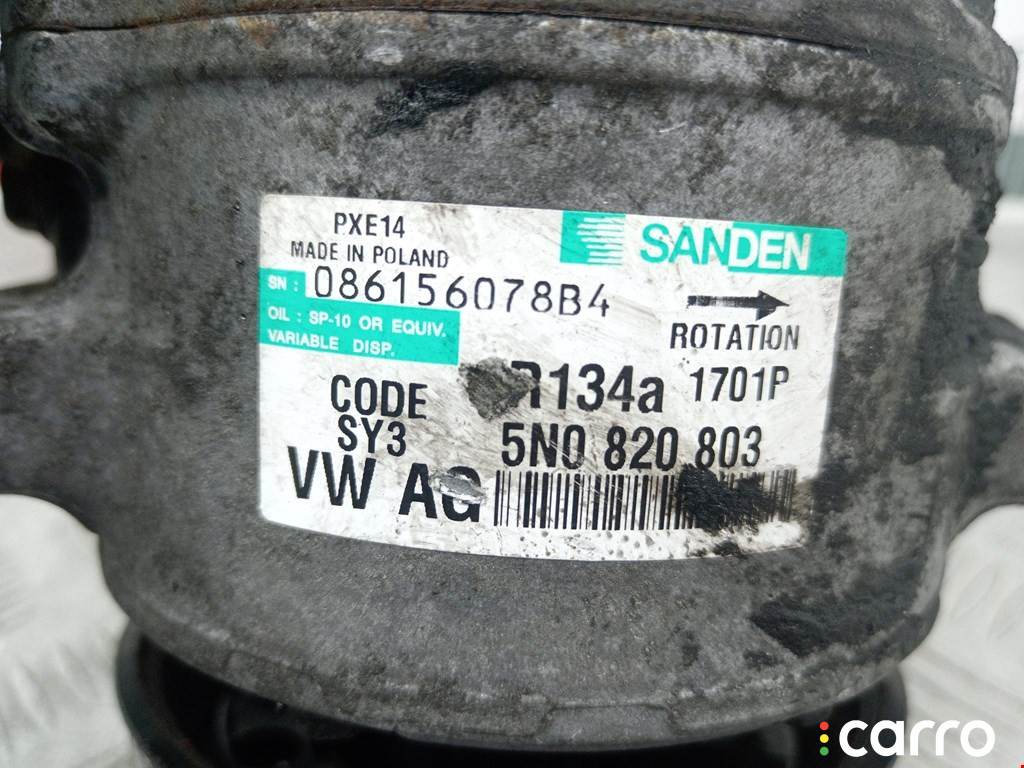 PXE14
MADE IN POLAND
SANDEN
SN: 086156078B4
OIL : SP-10 OR EQUIV.
VARIABLE DISP.
ROTATION
R134a 1701P
CODE
SY3
5N0 820 803
VW AG
carro